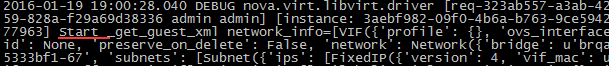 2016-01-19 19:00:28.040 DEBUG nova.virt.libvirt.driver [req-323ab557-a3ab-42
59-828a-f29a69d38336 admin admin] [instance: 3aebf982-09f0-4b6a-b763-9ce5942
77963] Start _get_guest_xml network_info=[VIF({'profile': {}, 'ovs_interface
id': None, 'preserve_on_delete': False, 'network': Network({'bridge': u'brqa
5333bf1-67', 'subnets': [Subnet({'ips': [FixedIP({'version': 4, 'vif_mac': u